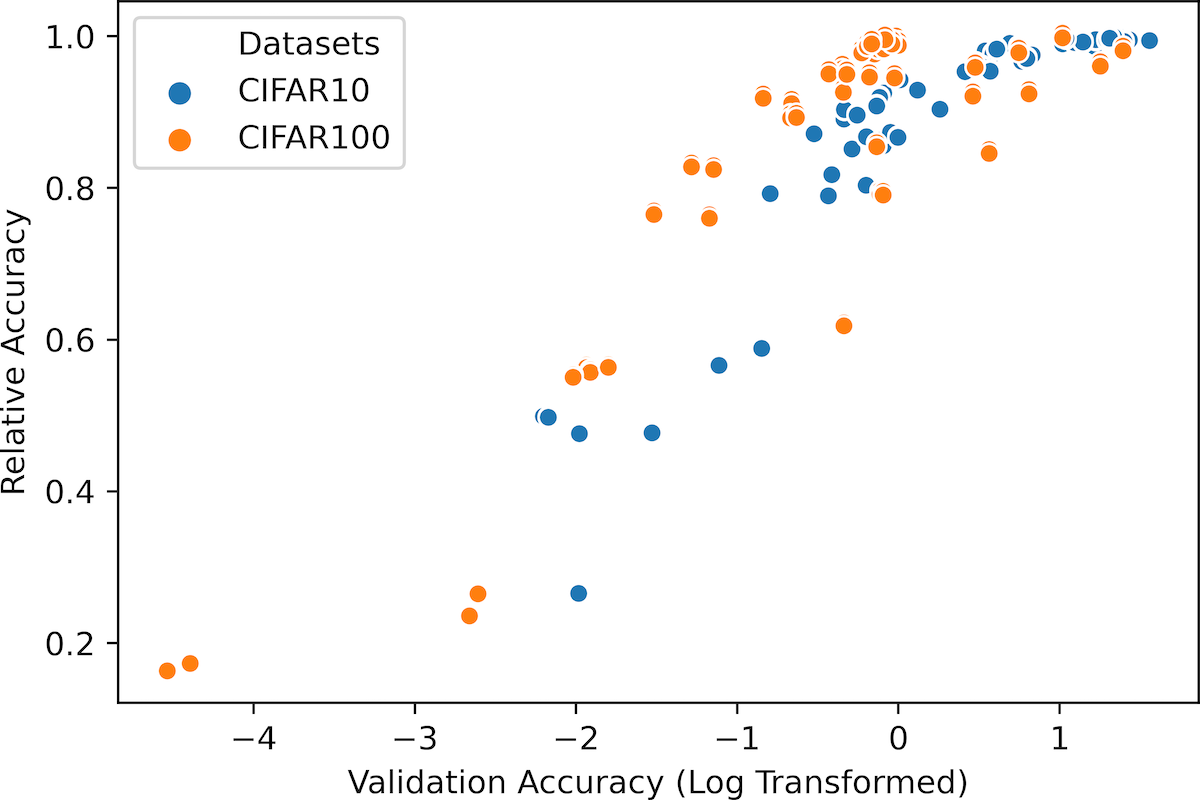 Datasets
CIFAR10
CIFAR100
1.0
0.8
0.6
0.4
0.2
Relative Accuracy
−4 −3 −2 −1 0 1
Validation Accuracy (Log Transformed)